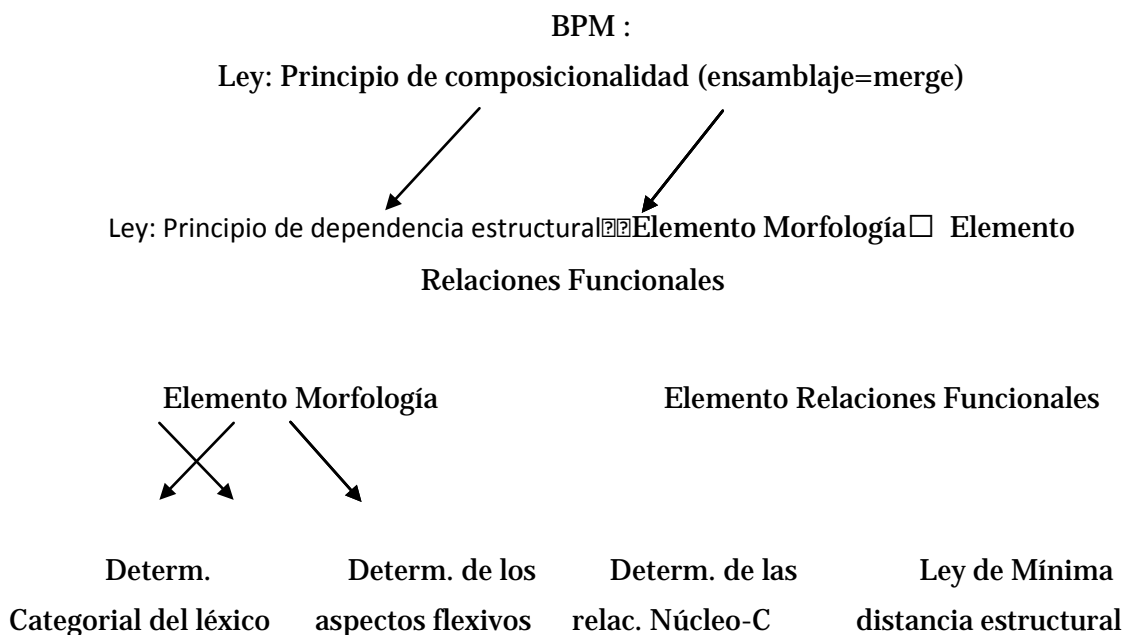 BPM :
Ley: Principio de composicionalidad (ensamblaje=merge)
Ley: Principio de dependencia estructural⍰⍰Elemento Morfología□ Elemento
Relaciones Funcionales
Elemento Morfología Elemento Relaciones Funcionales
Determ. Determ. de los Determ. de las Ley de Mínima
Categorial del léxico aspectos flexivos relac. Núcleo-C distancia estructural